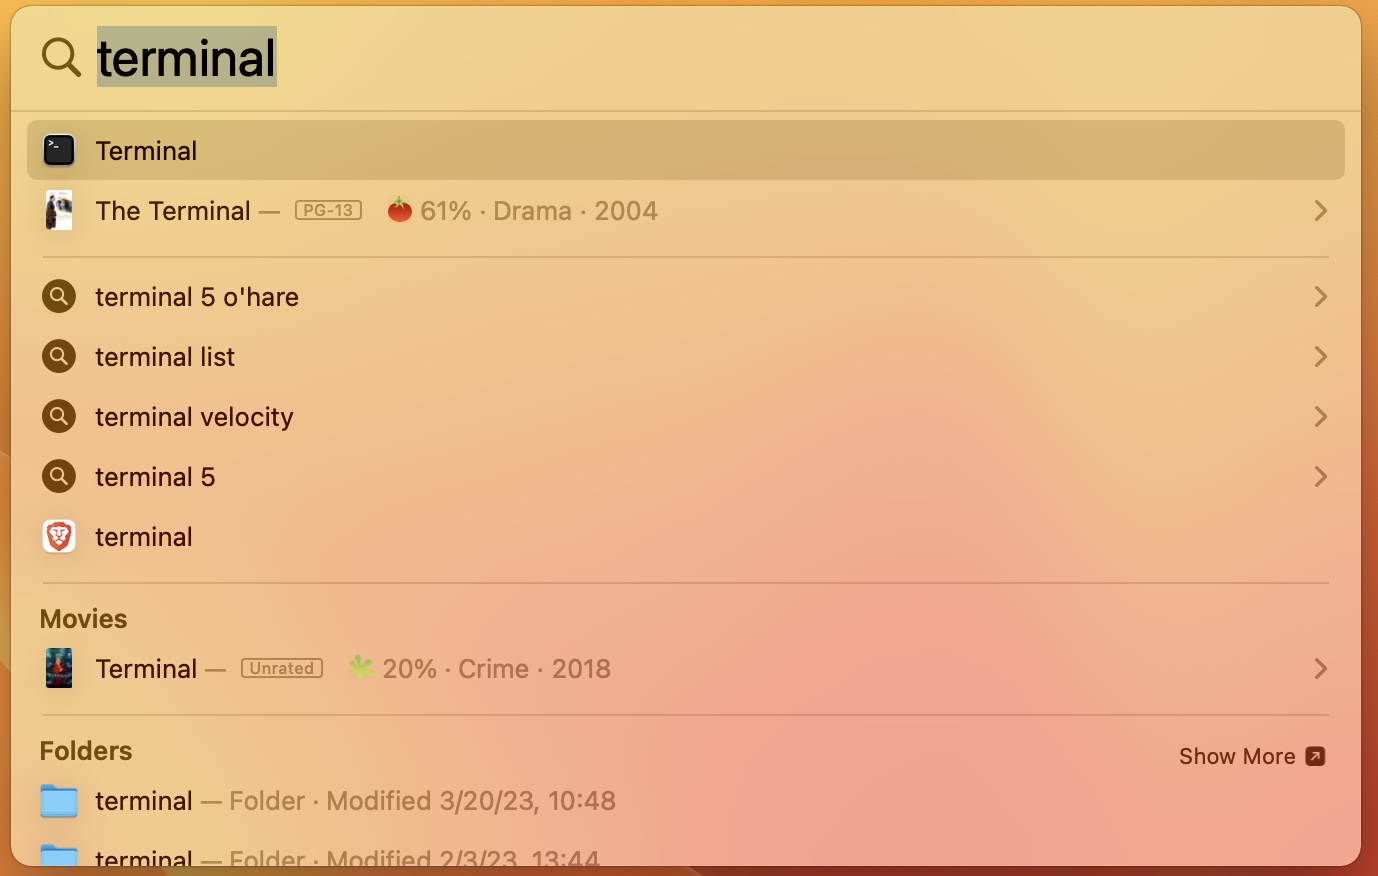 terminal
Terminal
The Terminal — PG-13 61% · Drama · 2004
terminal 5 o'hare
terminal list
terminal velocity
terminal 5
terminal
Movies
Terminal — Unrated 20% · Crime · 2018
Folders
Show More
terminal — Folder · Modified 3/20/23, 10:48
terminal — Folder · Modified 2/3/23, 13:44